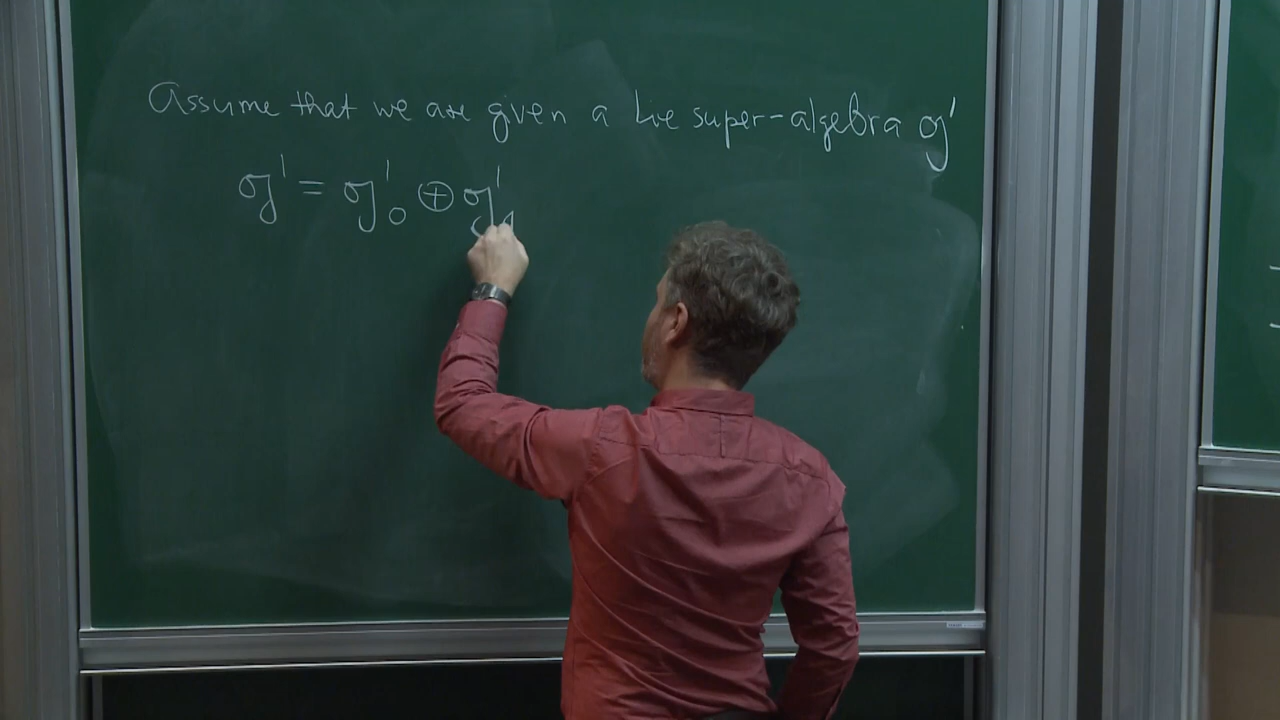 Assume that we are given a Lie super-algebra 𝔤'
𝔤' = 𝔤'₀ ⊕ 𝔤'₁